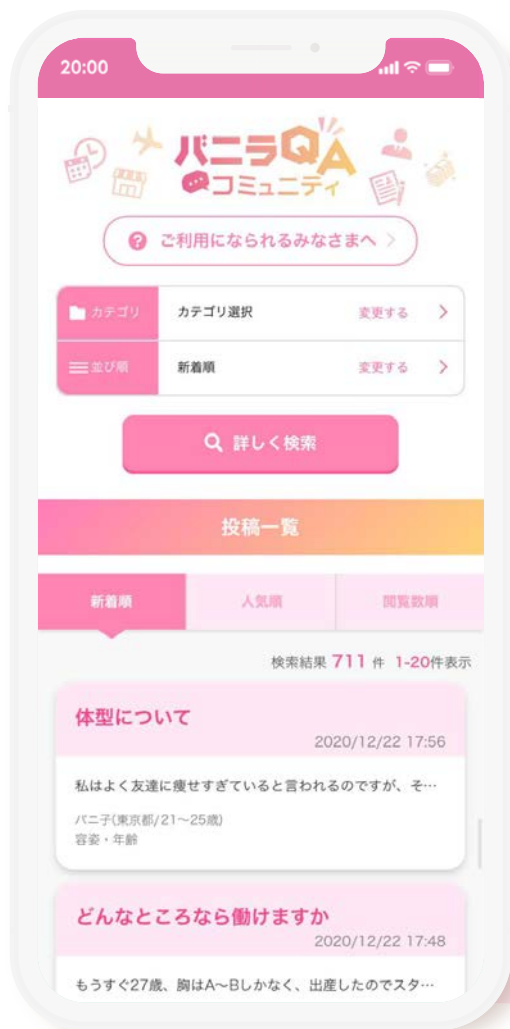 20:00
バニラQA
コミュニティ
ご利用になられるみなさまへ
カテゴリ カテゴリ選択 変更する
並び順 新着順 変更する
詳しく検索
投稿一覧
新着順 人気順 閲覧数順
検索結果 711 件 1-20件表示
体型について
2020/12/22 17:56
私はよく友達に痩せすぎていると言われるのですが、そ…
バニ子(東京都/21〜25歳)
容姿・年齢
どんなところなら働けますか
2020/12/22 17:48
もうすぐ27歳、胸はA〜Bしかなく、出産したのでスタ…